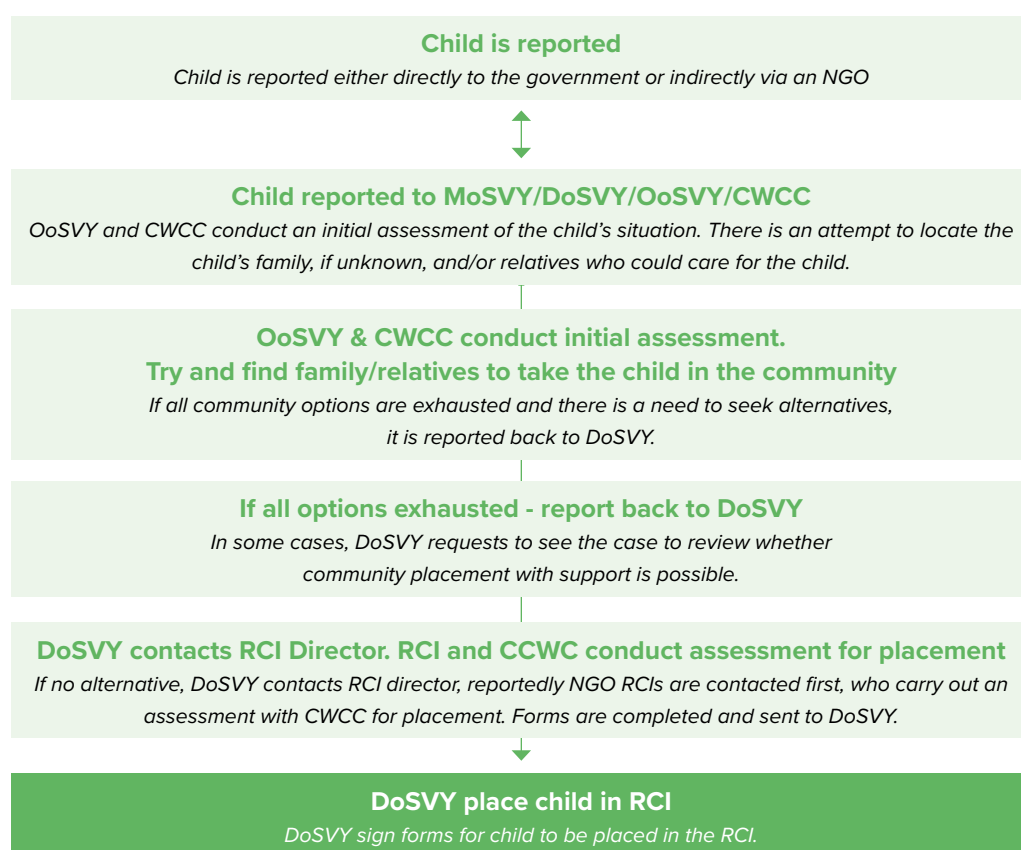 Child is reported
Child is reported either directly to the government or indirectly via an NGO
Child reported to MoSVY/DoSVY/OoSVY/CWCC
OoSVY and CWCC conduct an initial assessment of the child’s situation. There is an attempt to locate the
child’s family, if unknown, and/or relatives who could care for the child.
OoSVY & CWCC conduct initial assessment.
Try and find family/relatives to take the child in the community
If all community options are exhausted and there is a need to seek alternatives,
it is reported back to DoSVY.
If all options exhausted - report back to DoSVY
In some cases, DoSVY requests to see the case to review whether
community placement with support is possible.
DoSVY contacts RCI Director. RCI and CCWC conduct assessment for placement
If no alternative, DoSVY contacts RCI director, reportedly NGO RCIs are contacted first, who carry out an
assessment with CWCC for placement. Forms are completed and sent to DoSVY.
DoSVY place child in RCI
DoSVY sign forms for child to be placed in the RCI.